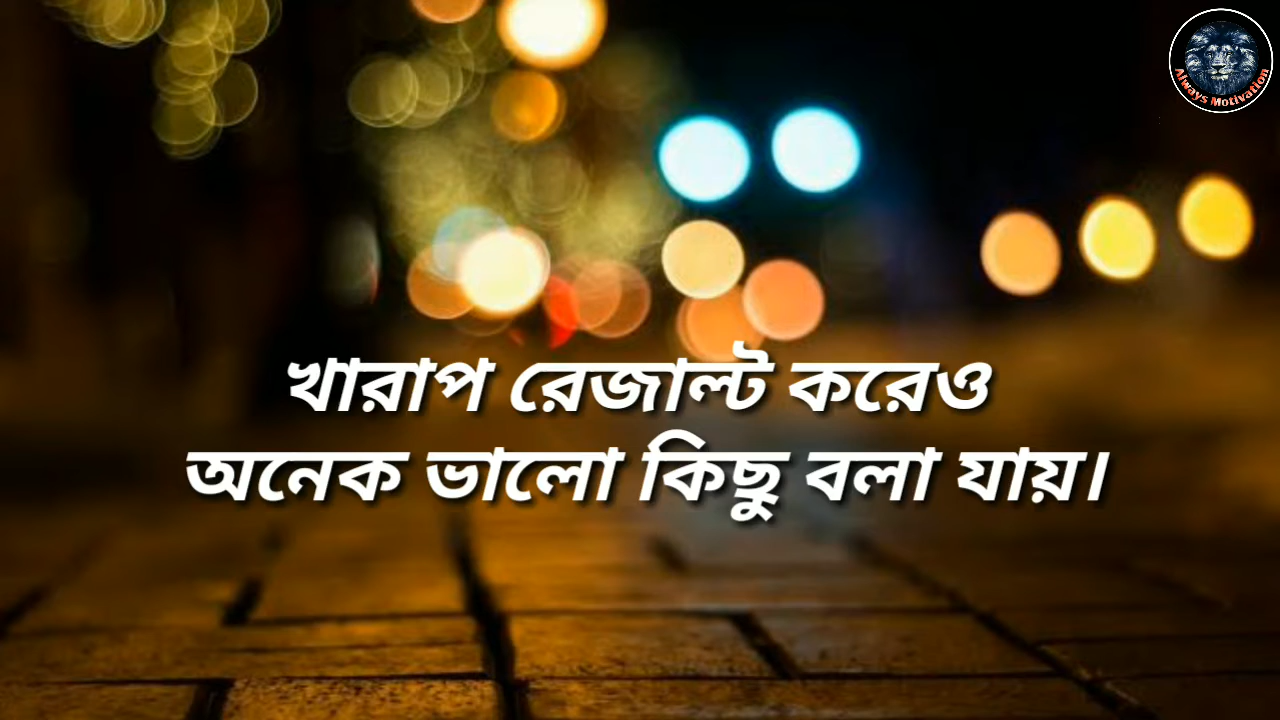 Always Motivation
খারাপ রেজাল্ট করেও
অনেক ভালো কিছু বলা যায়।